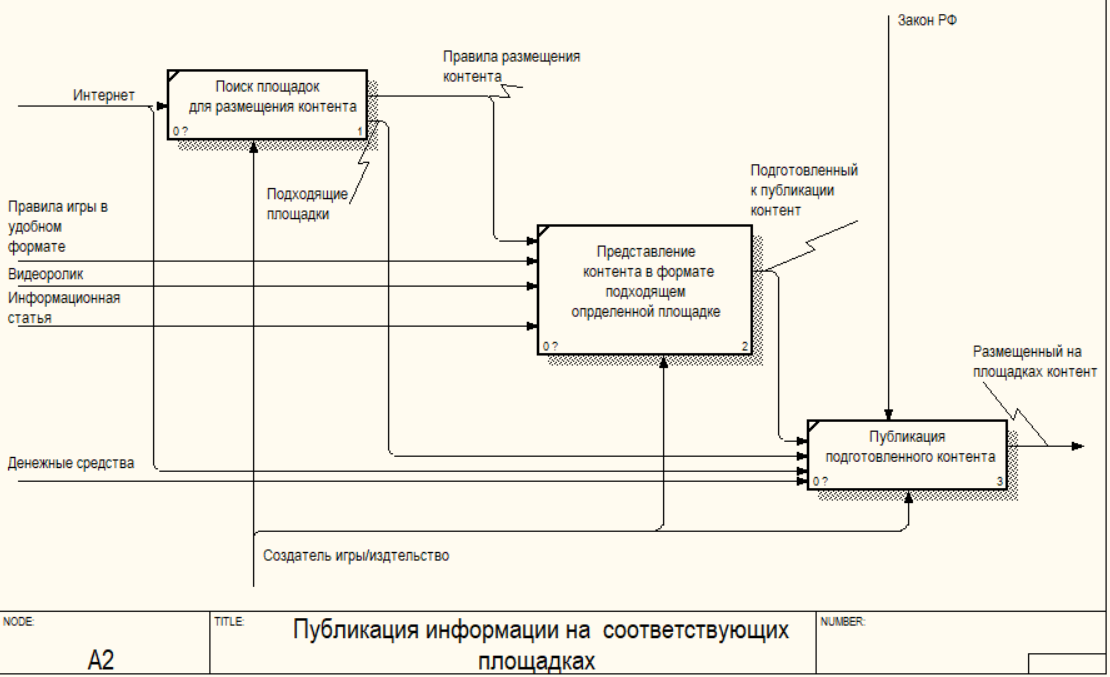 Закон РФ
Правила размещения
контента
Интернет
Поиск площадок
для размещения контента
0 ?
1
Подходящие
площадки
Подготовленный
к публикации
контент
Правила игры в
удобном
формате
Видеоролик
Информационная
статья
Представление
контента в формате
подходящем
опрделенной площадке
0 ?
2
Размещенный на
площадках контент
Публикация
подготовленного контента
0 ?
3
Денежные средства
Создатель игры/издтельство
NODE:
A2
TITLE:
Публикация информации на соответствующих
площадках
NUMBER: